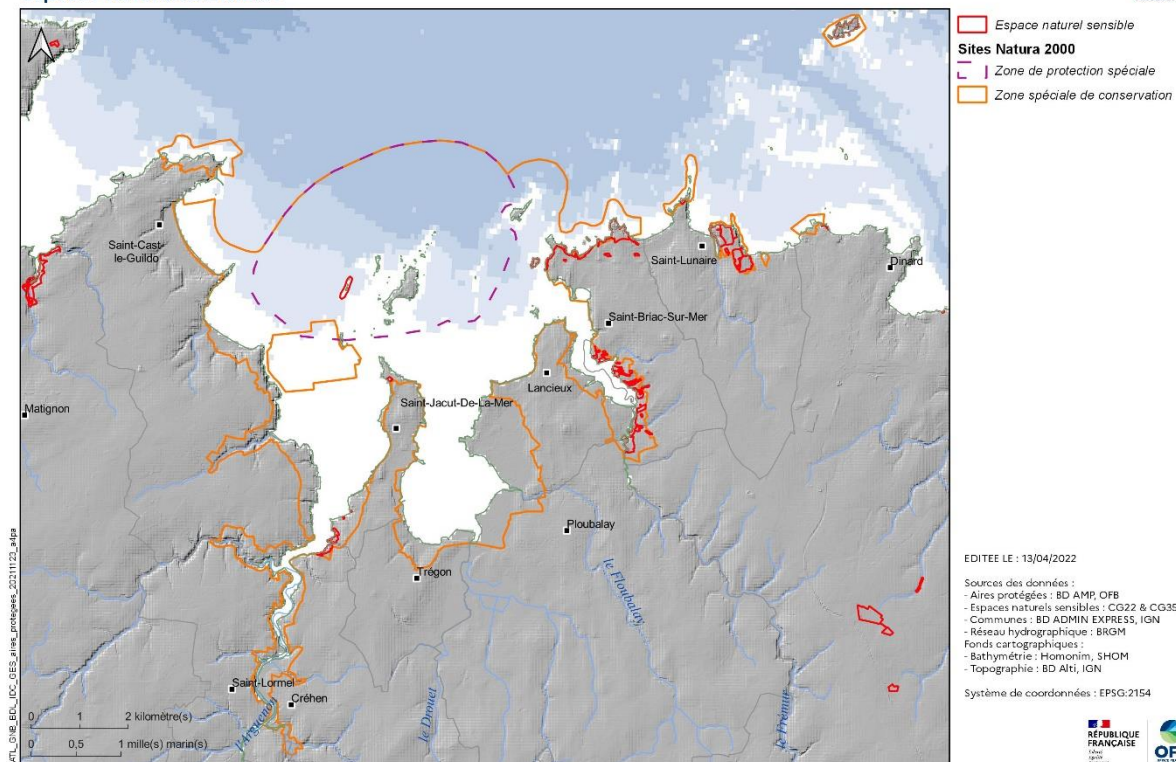 Espace naturel sensible
Sites Natura 2000
Zone de protection spéciale
Zone spéciale de conservation
Saint-Cast-
le-Guildo
Saint-Lunaire
Dinard
Saint-Briac-Sur-Mer
Lancieux
Matignon
Saint-Jacut-De-La-Mer
Ploubalay
Trégon
le Floubalay
Saint-Lormel
Créhen
l'Arguenon
le Drouet
le Frémur
0 1 2 kilomètre(s)
0 0,5 1 mille(s) marin(s)
ATL_GNB_EDL_IDC_GES_aires_protegees_20211123_a4pa
EDITEE LE : 13/04/2022
Sources des données :
- Aires protégées : BD AMP, OFB
- Espaces naturels sensibles : CG22 & CG35
- Communes : BD ADMIN EXPRESS, IGN
- Réseau hydrographique : BRGM
Fonds cartographiques :
- Bathymétrie : Homonim, SHOM
- Topographie : BD Alti, IGN
Système de coordonnées : EPSG:2154
RÉPUBLIQUE
FRANÇAISE